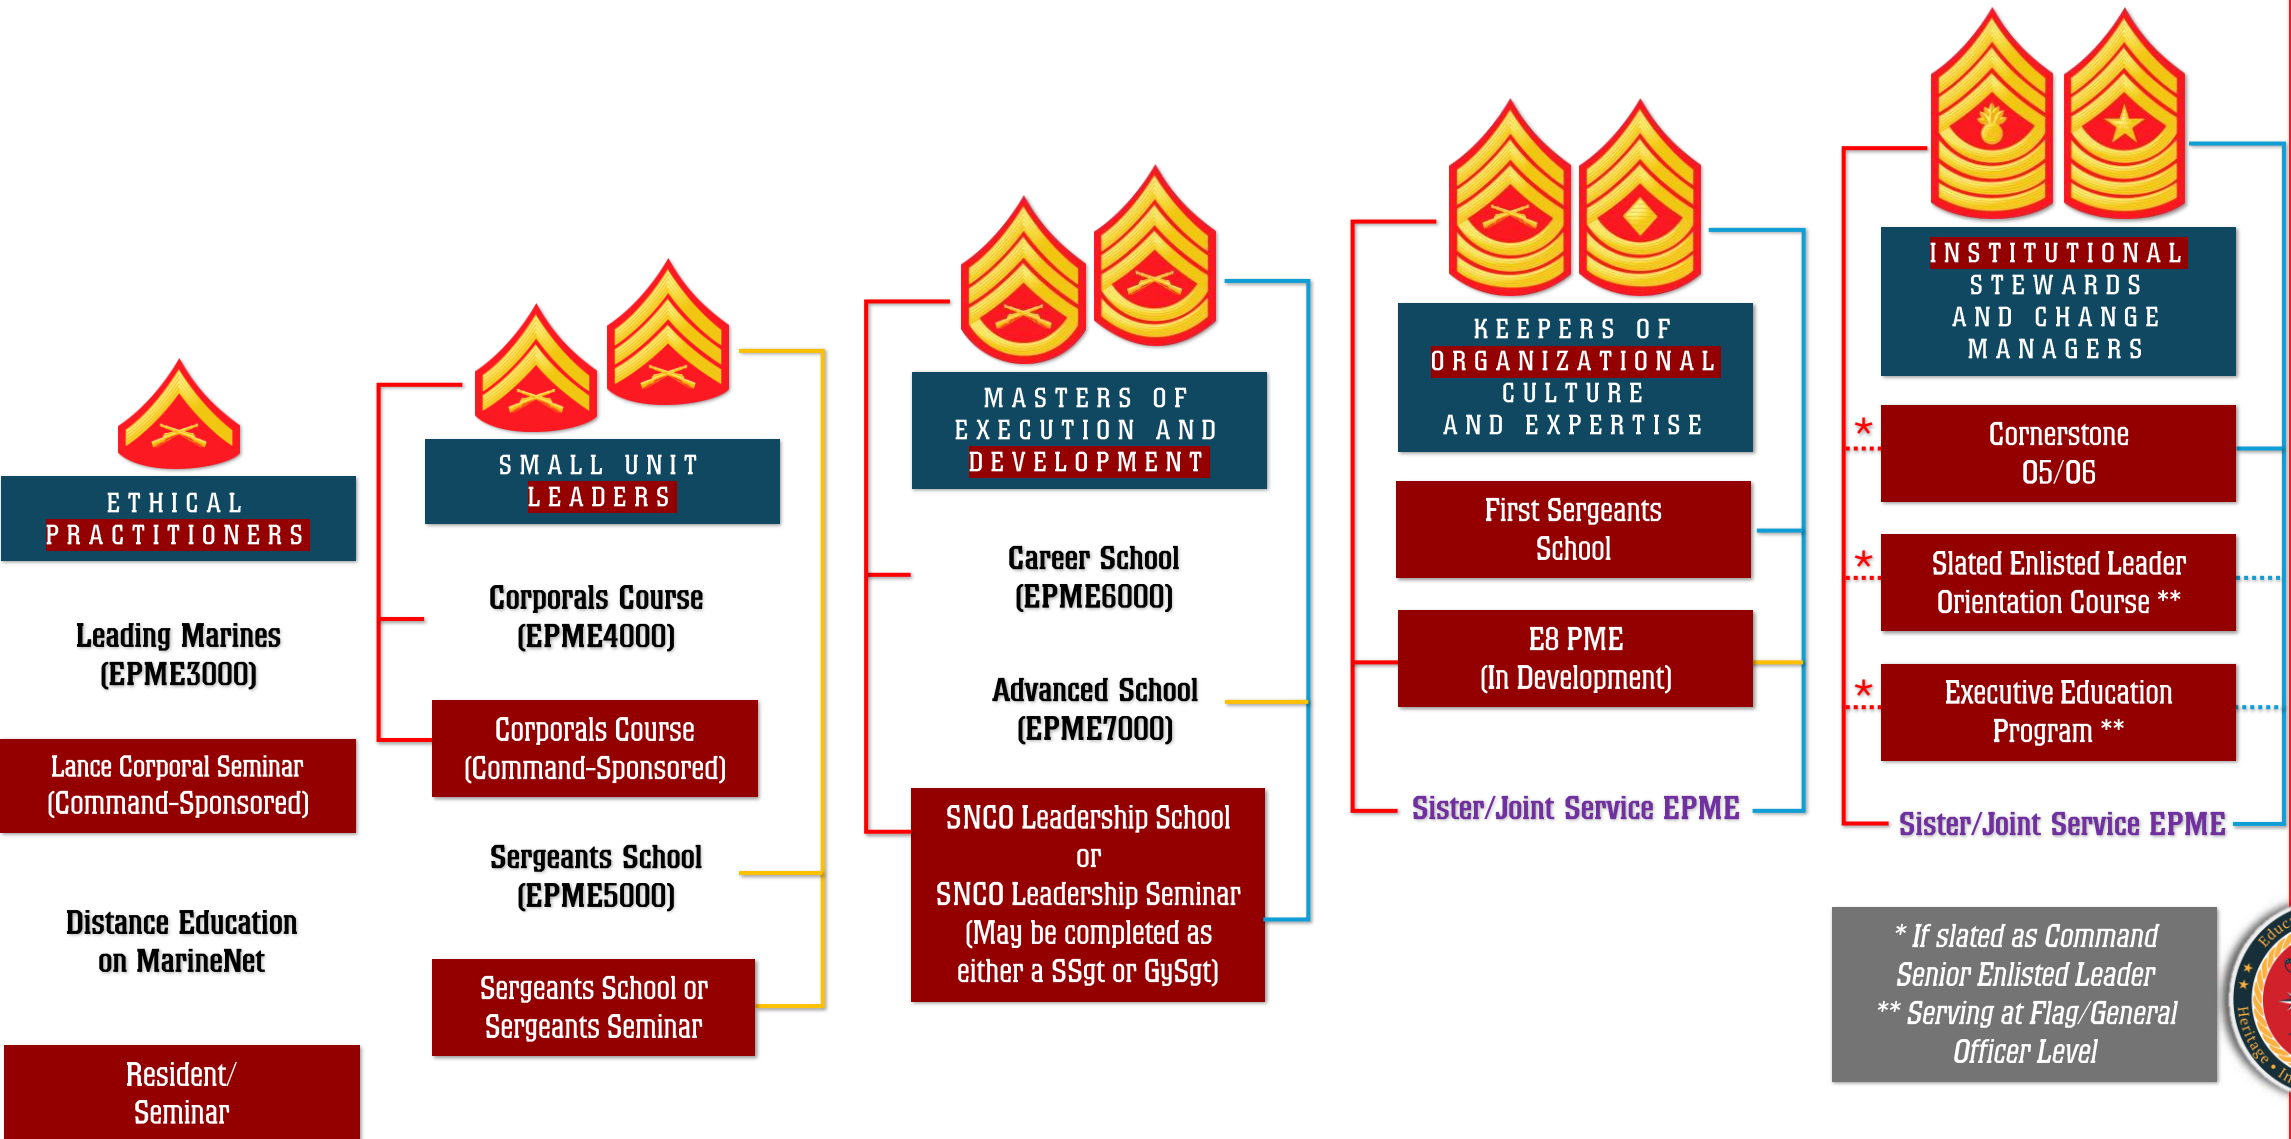 ETHICAL
PRACTITIONERS
Leading Marines
(EPME3000)
Lance Corporal Seminar
(Command-Sponsored)
Distance Education
on MarineNet
Resident/
Seminar
SMALL UNIT
LEADERS
Corporals Course
(EPME4000)
Corporals Course
(Command-Sponsored)
Sergeants School
(EPME5000)
Sergeants School or
Sergeants Seminar
MASTERS OF
EXECUTION AND
DEVELOPMENT
Career School
(EPME6000)
Advanced School
(EPME7000)
SNCO Leadership School
or
SNCO Leadership Seminar
(May be completed as
either a SSgt or GySgt)
KEEPERS OF
ORGANIZATIONAL
CULTURE
AND EXPERTISE
First Sergeants
School
E8 PME
(In Development)
Sister/Joint Service EPME
INSTITUTIONAL
STEWARDS
AND CHANGE
MANAGERS
* Cornerstone
05/06
* Slated Enlisted Leader
Orientation Course **
* Executive Education
Program **
Sister/Joint Service EPME
* If slated as Command
Senior Enlisted Leader
** Serving at Flag/General
Officer Level
Heritage